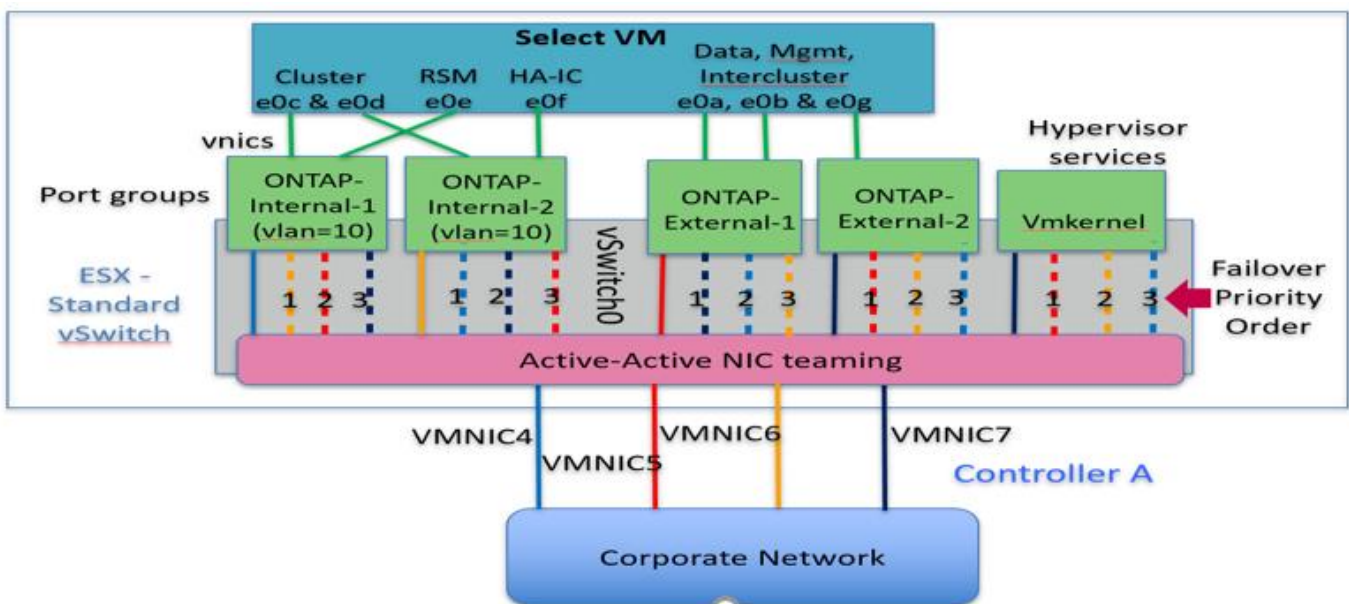 Select VM
Cluster
e0c & e0d
RSM
e0e
HA-IC
e0f
Data, Mgmt,
Intercluster
e0a, e0b & e0g
vnics
Hypervisor
services
Port groups
ONTAP-
Internal-1
(vlan=10)
ONTAP-
Internal-2
(vlan=10)
ONTAP-
External-1
ONTAP-
External-2
Vmkernel
vSwitch0
ESX -
Standard
vSwitch
1 2 3
1 2 3
1 2 3
1 2 3
1 2 3
Failover
Priority
Order
Active-Active NIC teaming
VMNIC4
VMNIC5
VMNIC6
VMNIC7
Controller A
Corporate Network